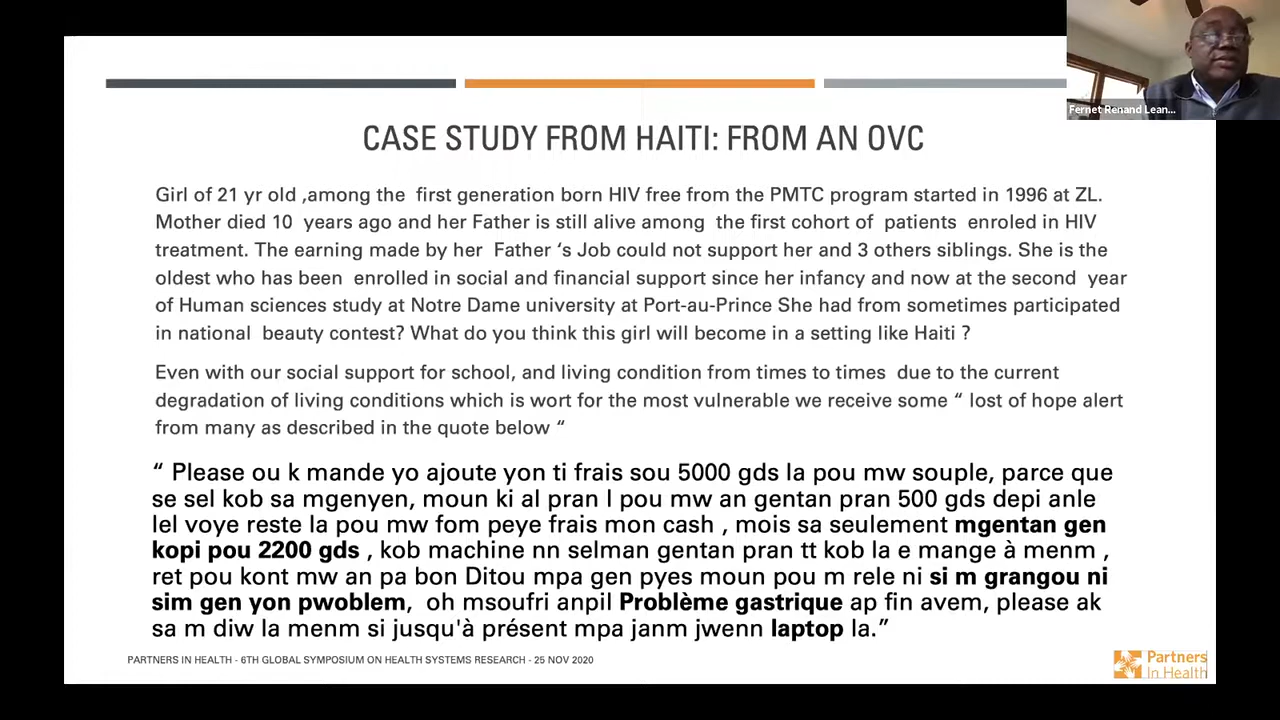 Fernet Renand Lean...
CASE STUDY FROM HAITI: FROM AN OVC
Girl of 21 yr old ,among the first generation born HIV free from the PMTC program started in 1996 at ZL.
Mother died 10 years ago and her Father is still alive among the first cohort of patients enroled in HIV
treatment. The earning made by her Father ‘s Job could not support her and 3 others siblings. She is the
oldest who has been enrolled in social and financial support since her infancy and now at the second year
of Human sciences study at Notre Dame university at Port-au-Prince She had from sometimes participated
in national beauty contest? What do you think this girl will become in a setting like Haiti ?
Even with our social support for school, and living condition from times to times due to the current
degradation of living conditions which is wort for the most vulnerable we receive some “ lost of hope alert
from many as described in the quote below “
“ Please ou k mande yo ajoute yon ti frais sou 5000 gds la pou mw souple, parce que
se sel kob sa mgenyen, moun ki al pran l pou mw an gentan pran 500 gds depi anle
lel voye reste la pou mw fom peye frais mon cash , mois sa seulement mgentan gen
kopi pou 2200 gds , kob machine nn selman gentan pran tt kob la e mange à menm ,
ret pou kont mw an pa bon Ditou mpa gen pyes moun pou m rele ni si m grangou ni
sim gen yon pwoblem, oh msoufri anpil Problème gastrique ap fin avem, please ak
sa m diw la menm si jusqu'à présent mpa janm jwenn laptop la.”
PARTNERS IN HEALTH - 6TH GLOBAL SYMPOSIUM ON HEALTH SYSTEMS RESEARCH - 25 NOV 2020
Partners
In Health